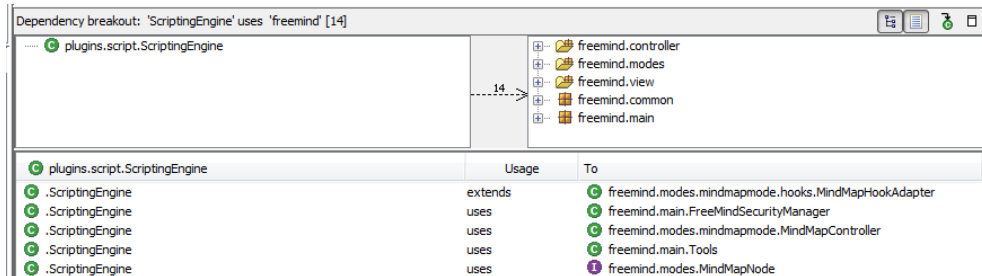 Dependency breakout: 'ScriptingEngine' uses 'freemind' [14]
plugins.script.ScriptingEngine
14
freemind.controller
freemind.modes
freemind.view
freemind.common
freemind.main
plugins.script.ScriptingEngine Usage To
.ScriptingEngine extends freemind.modes.mindmapmode.hooks.MindMapHookAdapter
.ScriptingEngine uses freemind.main.FreeMindSecurityManager
.ScriptingEngine uses freemind.modes.mindmapmode.MindMapController
.ScriptingEngine uses freemind.main.Tools
.ScriptingEngine uses freemind.modes.MindMapNode